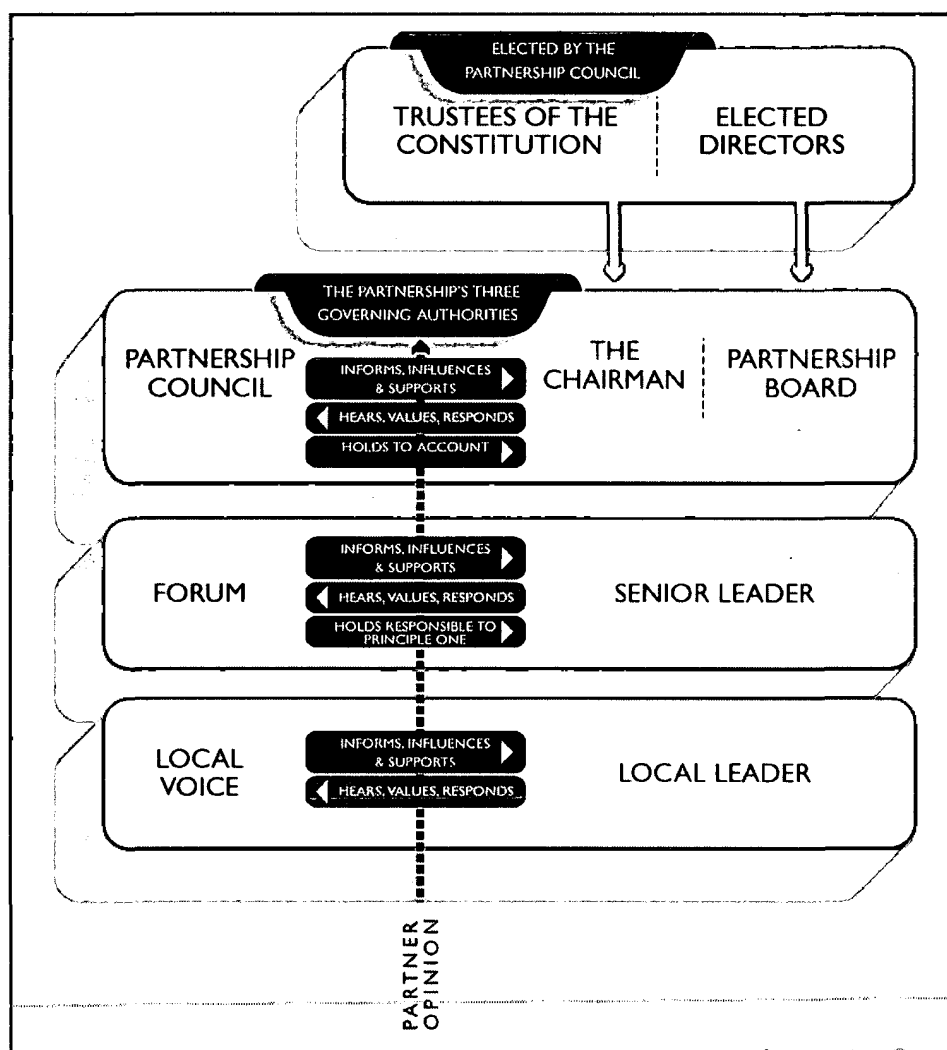 ELECTED BY THE
PARTNERSHIP COUNCIL
TRUSTEES OF THE
CONSTITUTION
ELECTED
DIRECTORS
THE PARTNERSHIP'S THREE
GOVERNING AUTHORITIES
PARTNERSHIP
COUNCIL
INFORMS, INFLUENCES
& SUPPORTS
HEARS, VALUES, RESPONDS
HOLDS TO ACCOUNT
THE
CHAIRMAN
PARTNERSHIP
BOARD
FORUM
INFORMS, INFLUENCES
& SUPPORTS
HEARS, VALUES, RESPONDS
HOLDS RESPONSIBLE TO
PRINCIPLE ONE
SENIOR LEADER
LOCAL
VOICE
INFORMS, INFLUENCES
& SUPPORTS
HEARS, VALUES, RESPONDS
LOCAL LEADER
PARTNER
OPINION